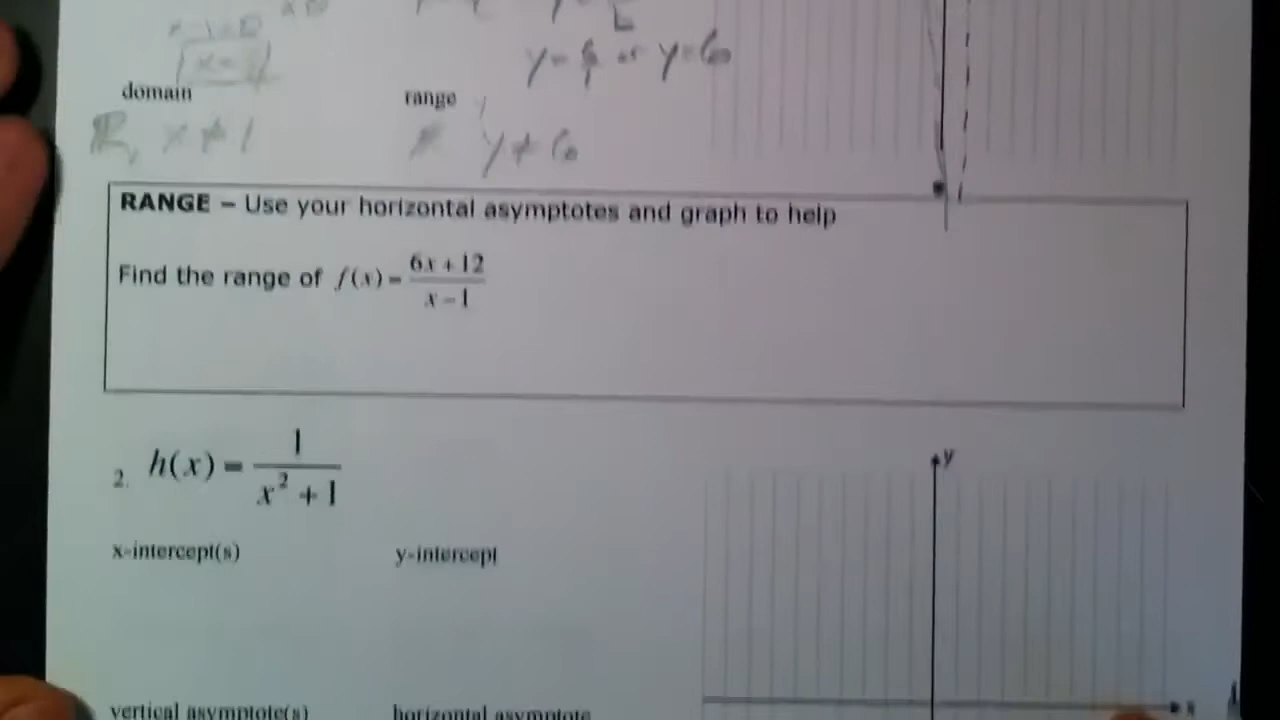 y = 6/1 or y = 6
domain range
ℝ, x ≠ 1 y ≠ 6
RANGE – Use your horizontal asymptotes and graph to help
Find the range of f(x) = (6x + 12)/(x – 1)
2. h(x) = 1/(x² + 1)
y
x-intercept(s) y-intercept
vertical asymptote(s) horizontal asymptote
x